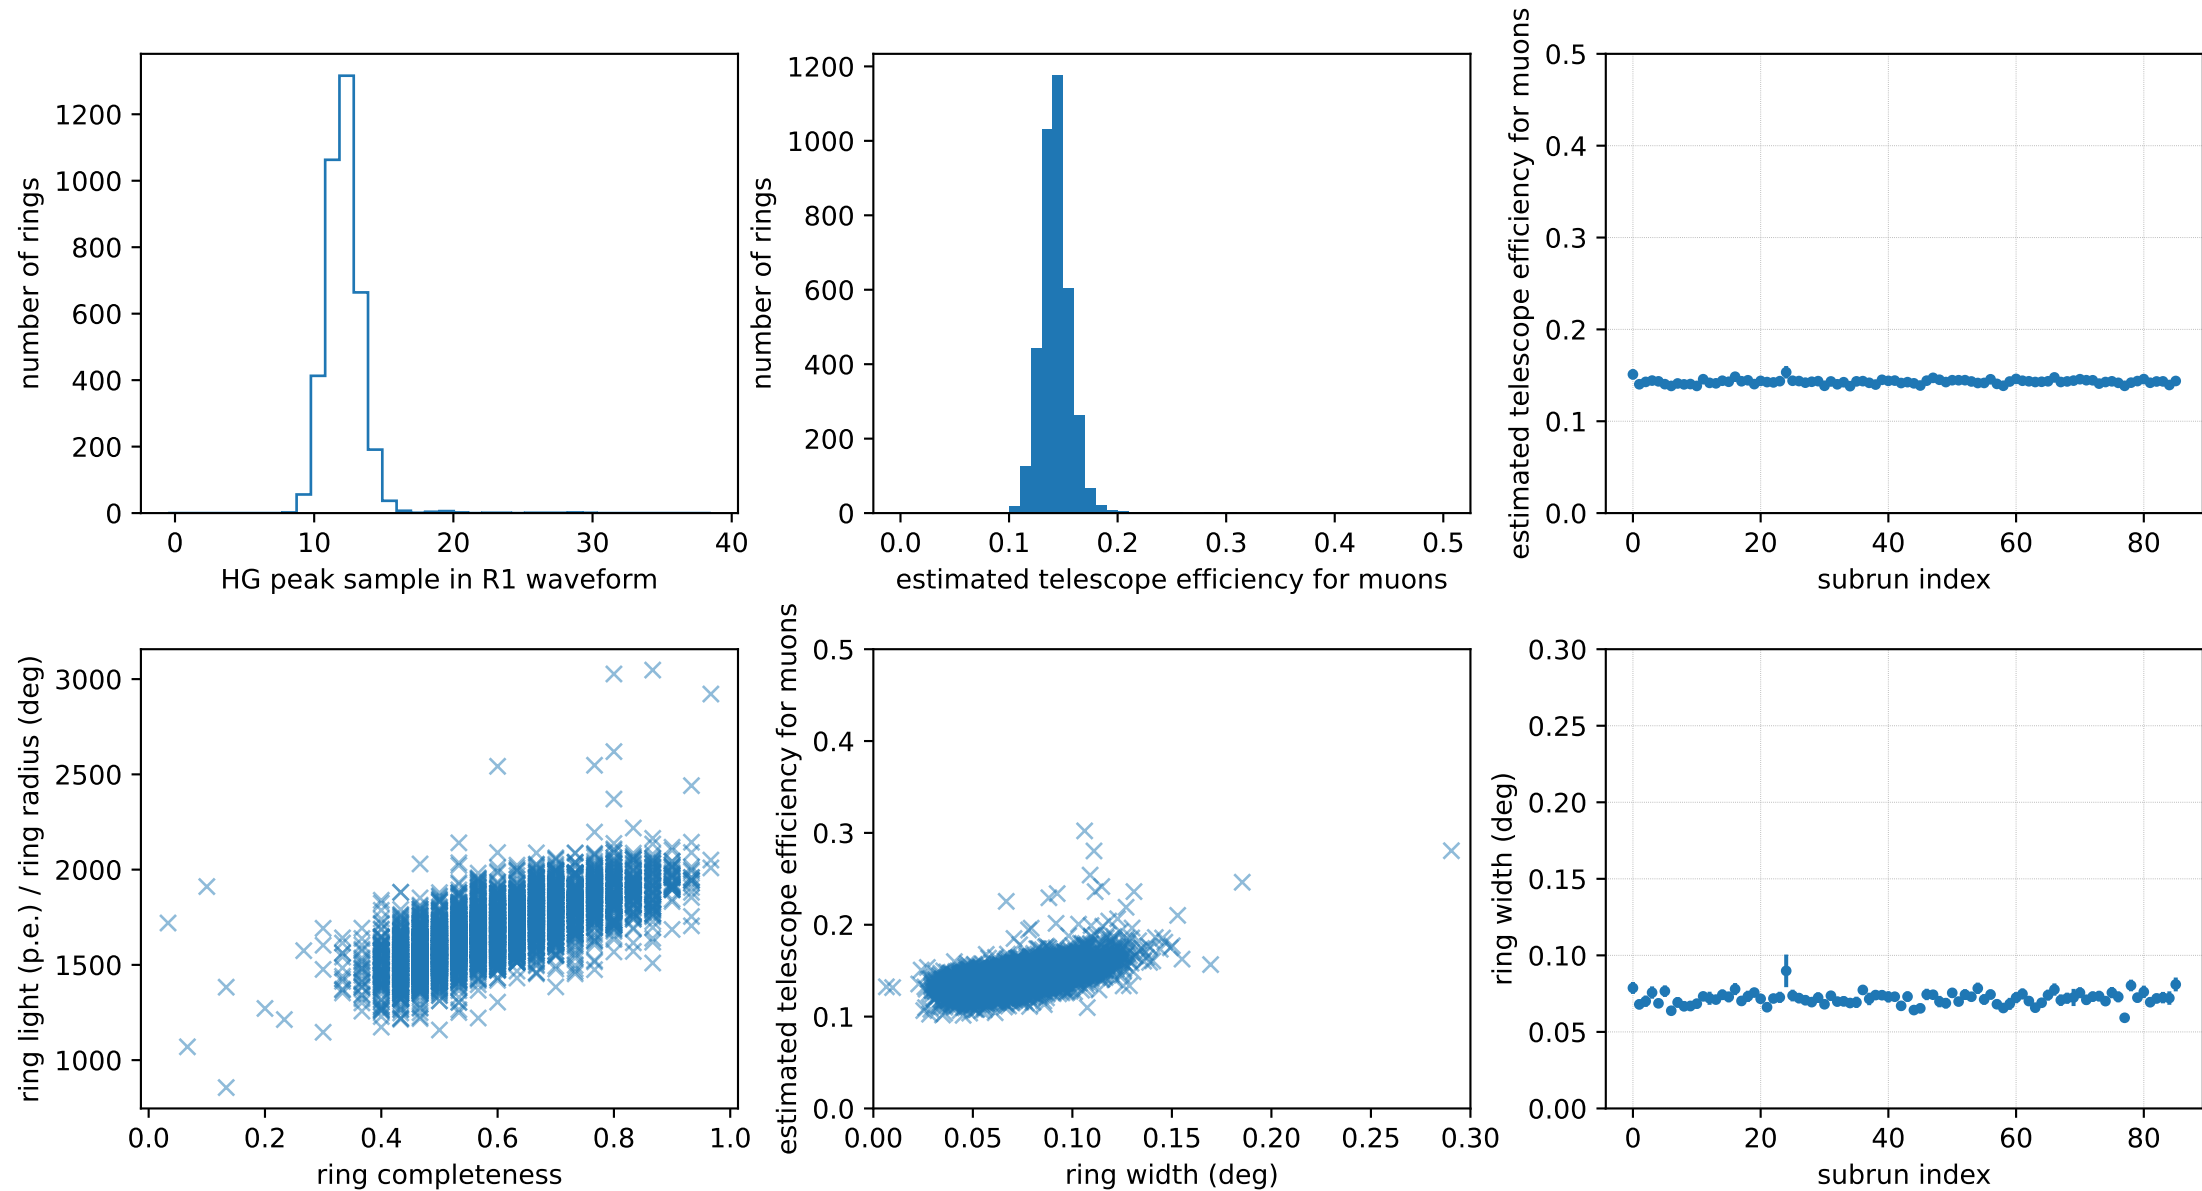 number of rings
1200
1000
800
600
400
200
0
0 10 20 30 40
HG peak sample in R1 waveform
number of rings
1200
1000
800
600
400
200
0
0.0 0.1 0.2 0.3 0.4 0.5
estimated telescope efficiency for muons
estimated telescope efficiency for muons
0.5
0.4
0.3
0.2
0.1
0.0
0 20 40 60 80
subrun index
ring light (p.e.) / ring radius (deg)
3000
2500
2000
1500
1000
0.0 0.2 0.4 0.6 0.8 1.0
ring completeness
estimated telescope efficiency for muons
0.5
0.4
0.3
0.2
0.1
0.0
0.00 0.05 0.10 0.15 0.20 0.25 0.30
ring width (deg)
ring width (deg)
0.30
0.25
0.20
0.15
0.10
0.05
0.00
0 20 40 60 80
subrun index